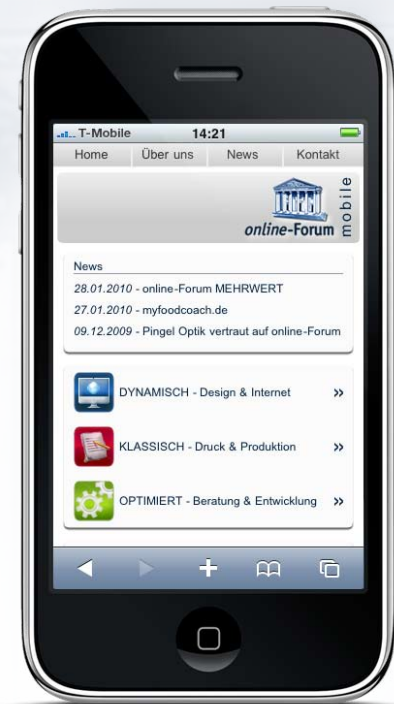 T-Mobile 14:21
Home Über uns News Kontakt
online-Forum
mobile
News
28.01.2010 - online-Forum MEHRWERT
27.01.2010 - myfoodcoach.de
09.12.2009 - Pingel Optik vertraut auf online-Forum
DYNAMISCH - Design & Internet »
KLASSISCH - Druck & Produktion »
OPTIMIERT - Beratung & Entwicklung »